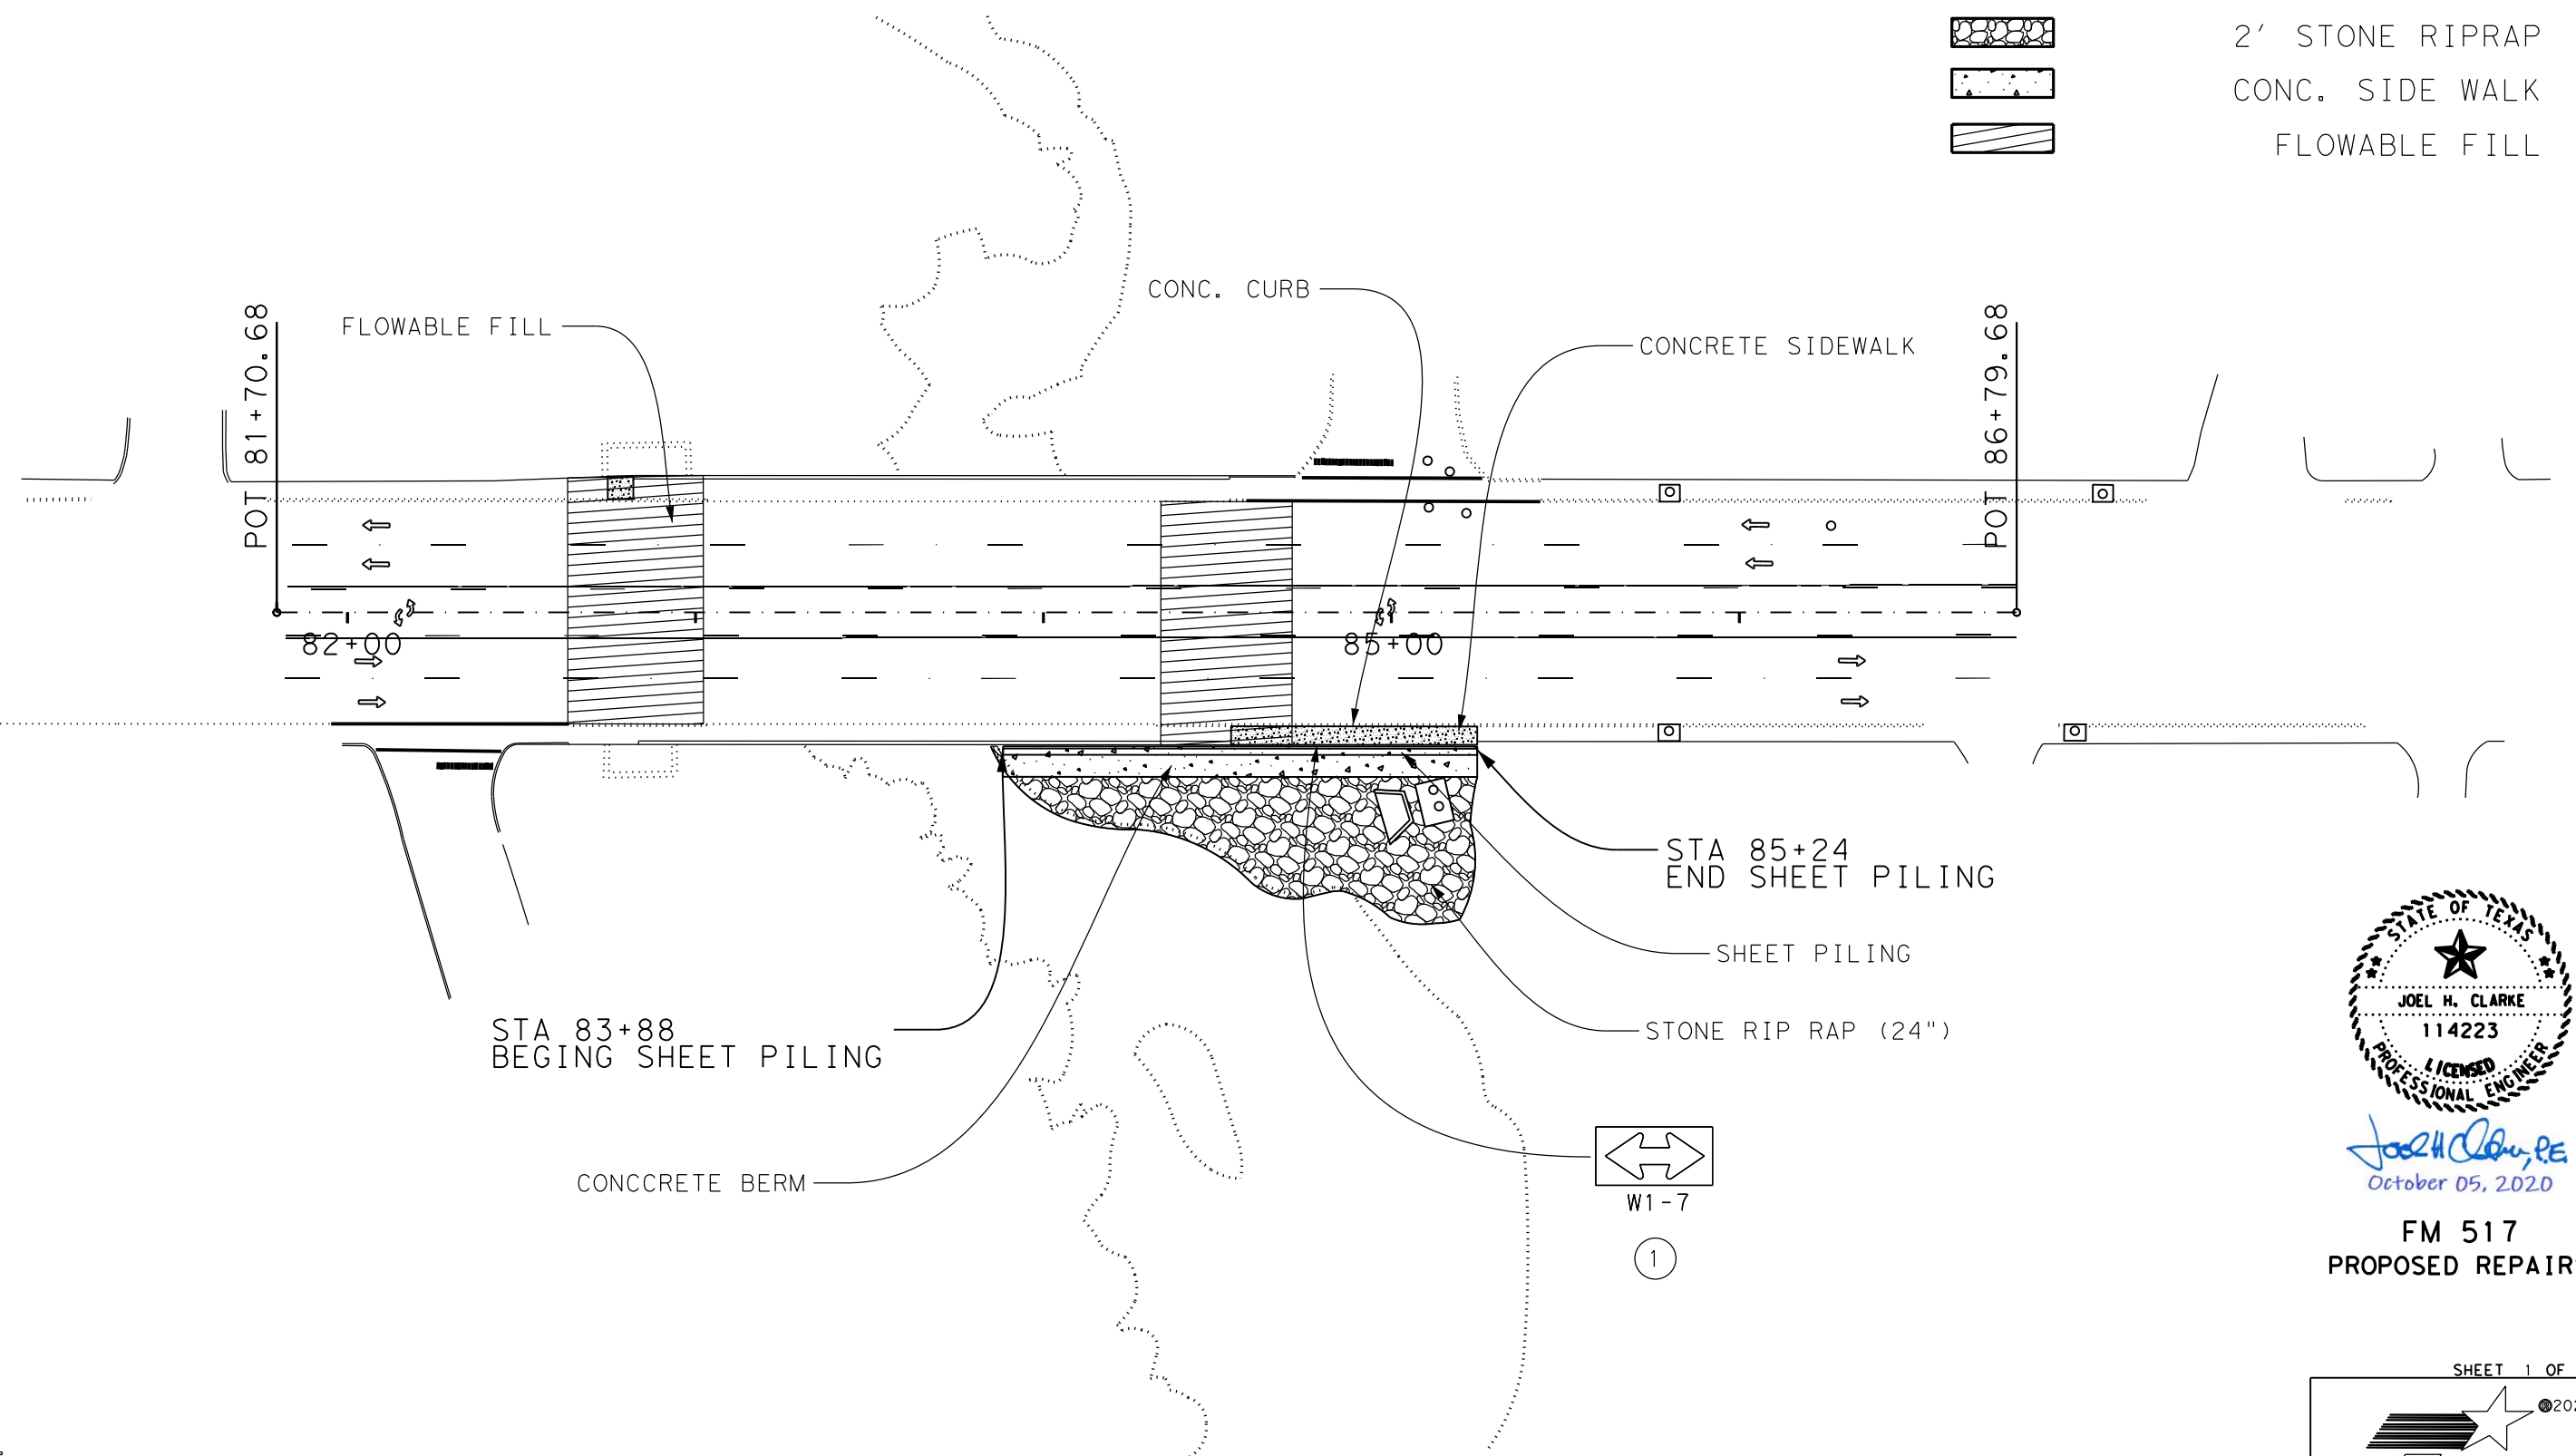 2' STONE RIPRAP
CONC. SIDE WALK
FLOWABLE FILL
CONC. CURB
FLOWABLE FILL
CONCRETE SIDEWALK
POT 81+70.68
POT 86+79.68
82+00
85+00
STA 85+24
END SHEET PILING
SHEET PILING
STONE RIP RAP (24")
STA 83+88
BEGING SHEET PILING
CONCCRETE BERM
W1-7
1
STATE OF TEXAS
JOEL H. CLARKE
114223
LICENSED
PROFESSIONAL ENGINEER
P.E.
October 05, 2020
FM 517
PROPOSED REPAIR
SHEET 1 OF